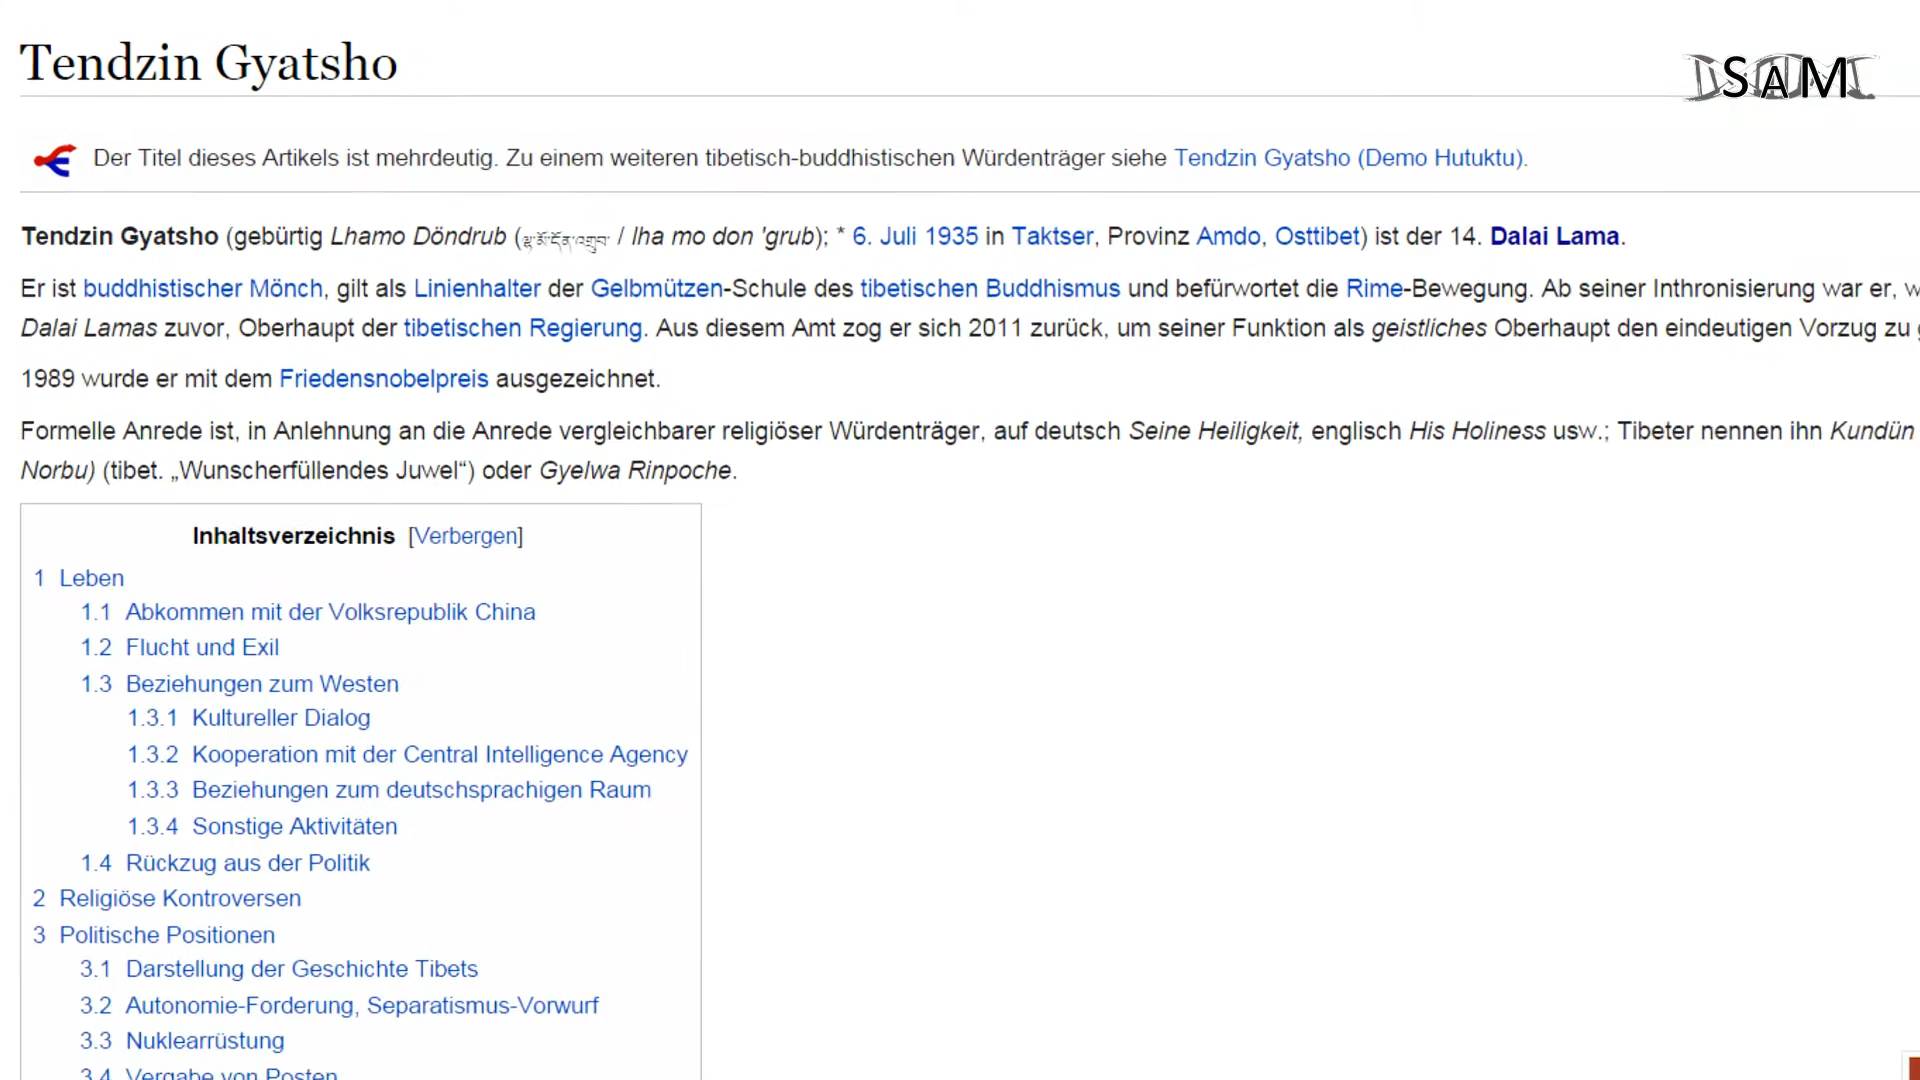 Tendzin Gyatsho
SAM
Der Titel dieses Artikels ist mehrdeutig. Zu einem weiteren tibetisch-buddhistischen Würdenträger siehe Tendzin Gyatsho (Demo Hutuktu).
Tendzin Gyatsho (gebürtig Lhamo Döndrub (ལྷ་མོ་དོན་འགྲུབ་ / lha mo don 'grub); * 6. Juli 1935 in Taktser, Provinz Amdo, Osttibet) ist der 14. Dalai Lama.
Er ist buddhistischer Mönch, gilt als Linienhalter der Gelbmützen-Schule des tibetischen Buddhismus und befürwortet die Rime-Bewegung. Ab seiner Inthronisierung war er,
Dalai Lamas zuvor, Oberhaupt der tibetischen Regierung. Aus diesem Amt zog er sich 2011 zurück, um seiner Funktion als geistliches Oberhaupt den eindeutigen Vorzug zu
1989 wurde er mit dem Friedensnobelpreis ausgezeichnet.
Formelle Anrede ist, in Anlehnung an die Anrede vergleichbarer religiöser Würdenträger, auf deutsch Seine Heiligkeit, englisch His Holiness usw.; Tibeter nennen ihn Kundün
Norbu) (tibet. „Wunscherfüllendes Juwel“) oder Gyelwa Rinpoche.
Inhaltsverzeichnis [Verbergen]
1 Leben
1.1 Abkommen mit der Volksrepublik China
1.2 Flucht und Exil
1.3 Beziehungen zum Westen
1.3.1 Kultureller Dialog
1.3.2 Kooperation mit der Central Intelligence Agency
1.3.3 Beziehungen zum deutschsprachigen Raum
1.3.4 Sonstige Aktivitäten
1.4 Rückzug aus der Politik
2 Religiöse Kontroversen
3 Politische Positionen
3.1 Darstellung der Geschichte Tibets
3.2 Autonomie-Forderung, Separatismus-Vorwurf
3.3 Nuklearrüstung
3.4 Vergabe von Posten